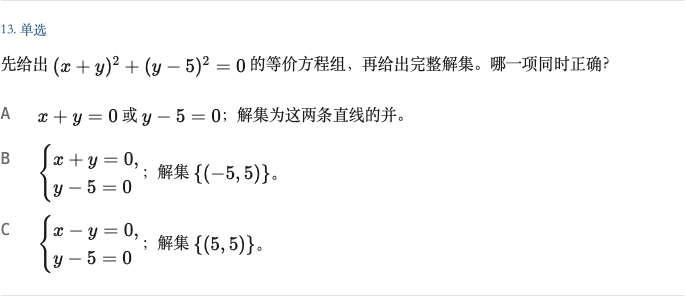 13. 单选
先给出 (x + y)² + (y − 5)² = 0 的等价方程组，再给出完整解集。哪一项同时正确？
A x + y = 0 或 y − 5 = 0；解集为这两条直线的并。
B { x + y = 0, y − 5 = 0 ；解集 {(−5, 5)}。
C { x − y = 0, y − 5 = 0 ；解集 {(5, 5)}。